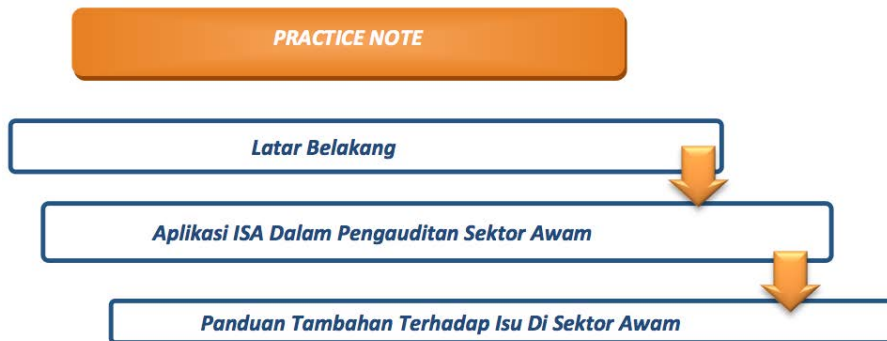 PRACTICE NOTE
Latar Belakang
Aplikasi ISA Dalam Pengauditan Sektor Awam
Panduan Tambahan Terhadap Isu Di Sektor Awam